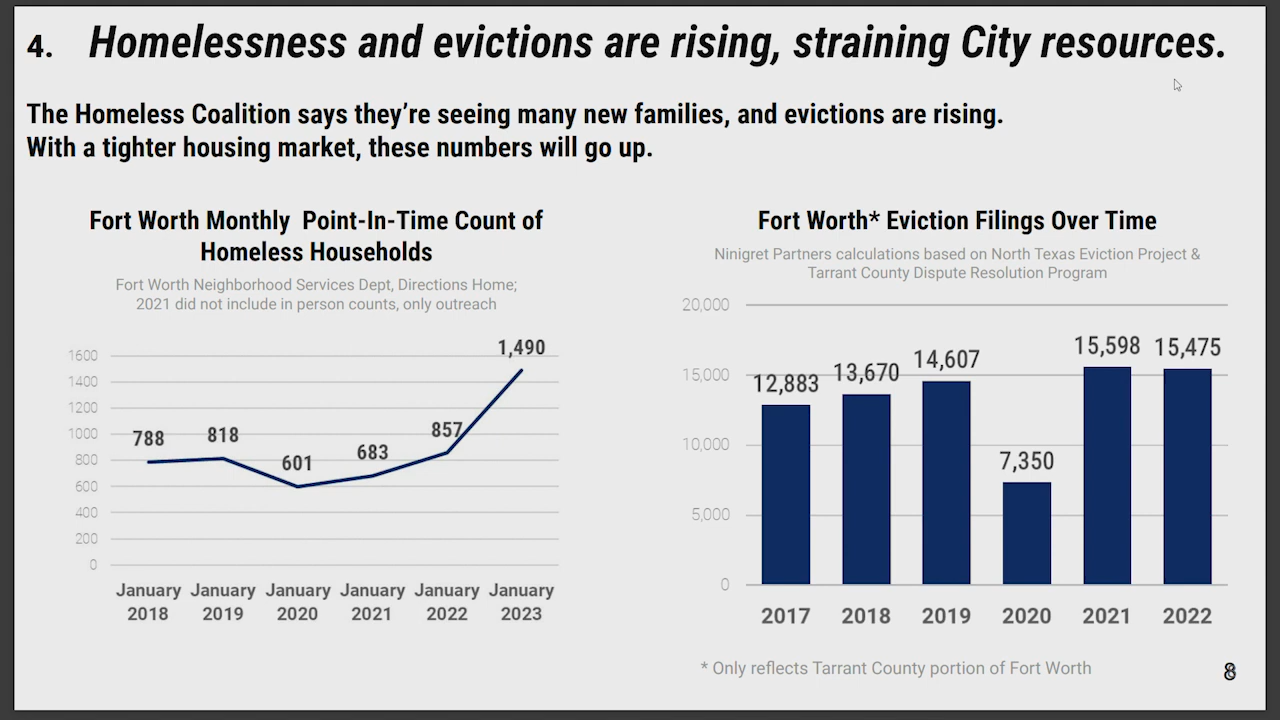 4. Homelessness and evictions are rising, straining City resources.
The Homeless Coalition says they're seeing many new families, and evictions are rising.
With a tighter housing market, these numbers will go up.
Fort Worth Monthly Point-In-Time Count of
Homeless Households
Fort Worth Neighborhood Services Dept, Directions Home;
2021 did not include in person counts, only outreach
1600
1400
1200
1000
800
600
400
200
0
788
818
601
683
857
1,490
January January January January January January
2018 2019 2020 2021 2022 2023
Fort Worth* Eviction Filings Over Time
Ninigret Partners calculations based on North Texas Eviction Project &
Tarrant County Dispute Resolution Program
20,000
15,000
10,000
5,000
0
12,883
13,670
14,607
7,350
15,598
15,475
2017 2018 2019 2020 2021 2022
* Only reflects Tarrant County portion of Fort Worth
8